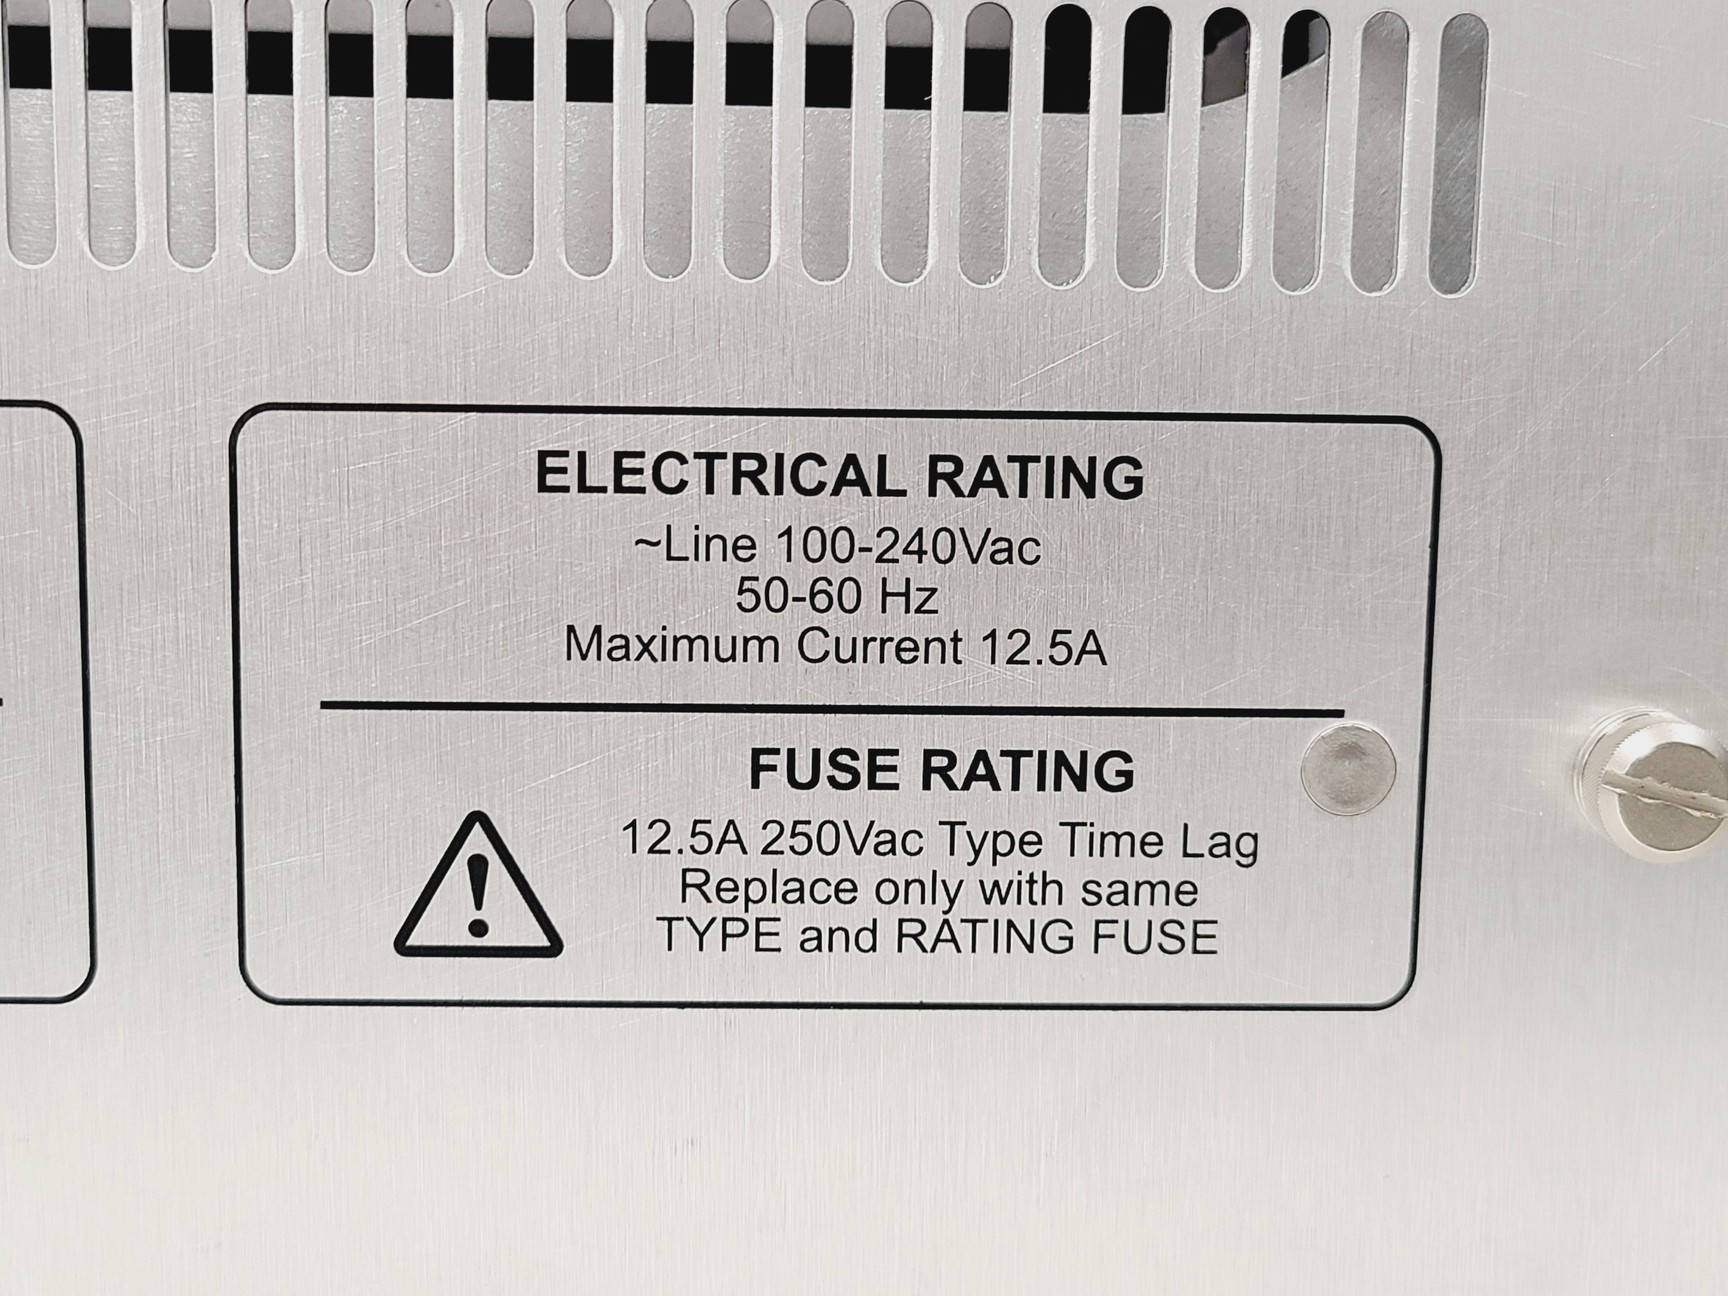 ELECTRICAL RATING
~Line 100-240Vac
50-60 Hz
Maximum Current 12.5A
FUSE RATING
12.5A 250Vac Type Time Lag
Replace only with same
TYPE and RATING FUSE